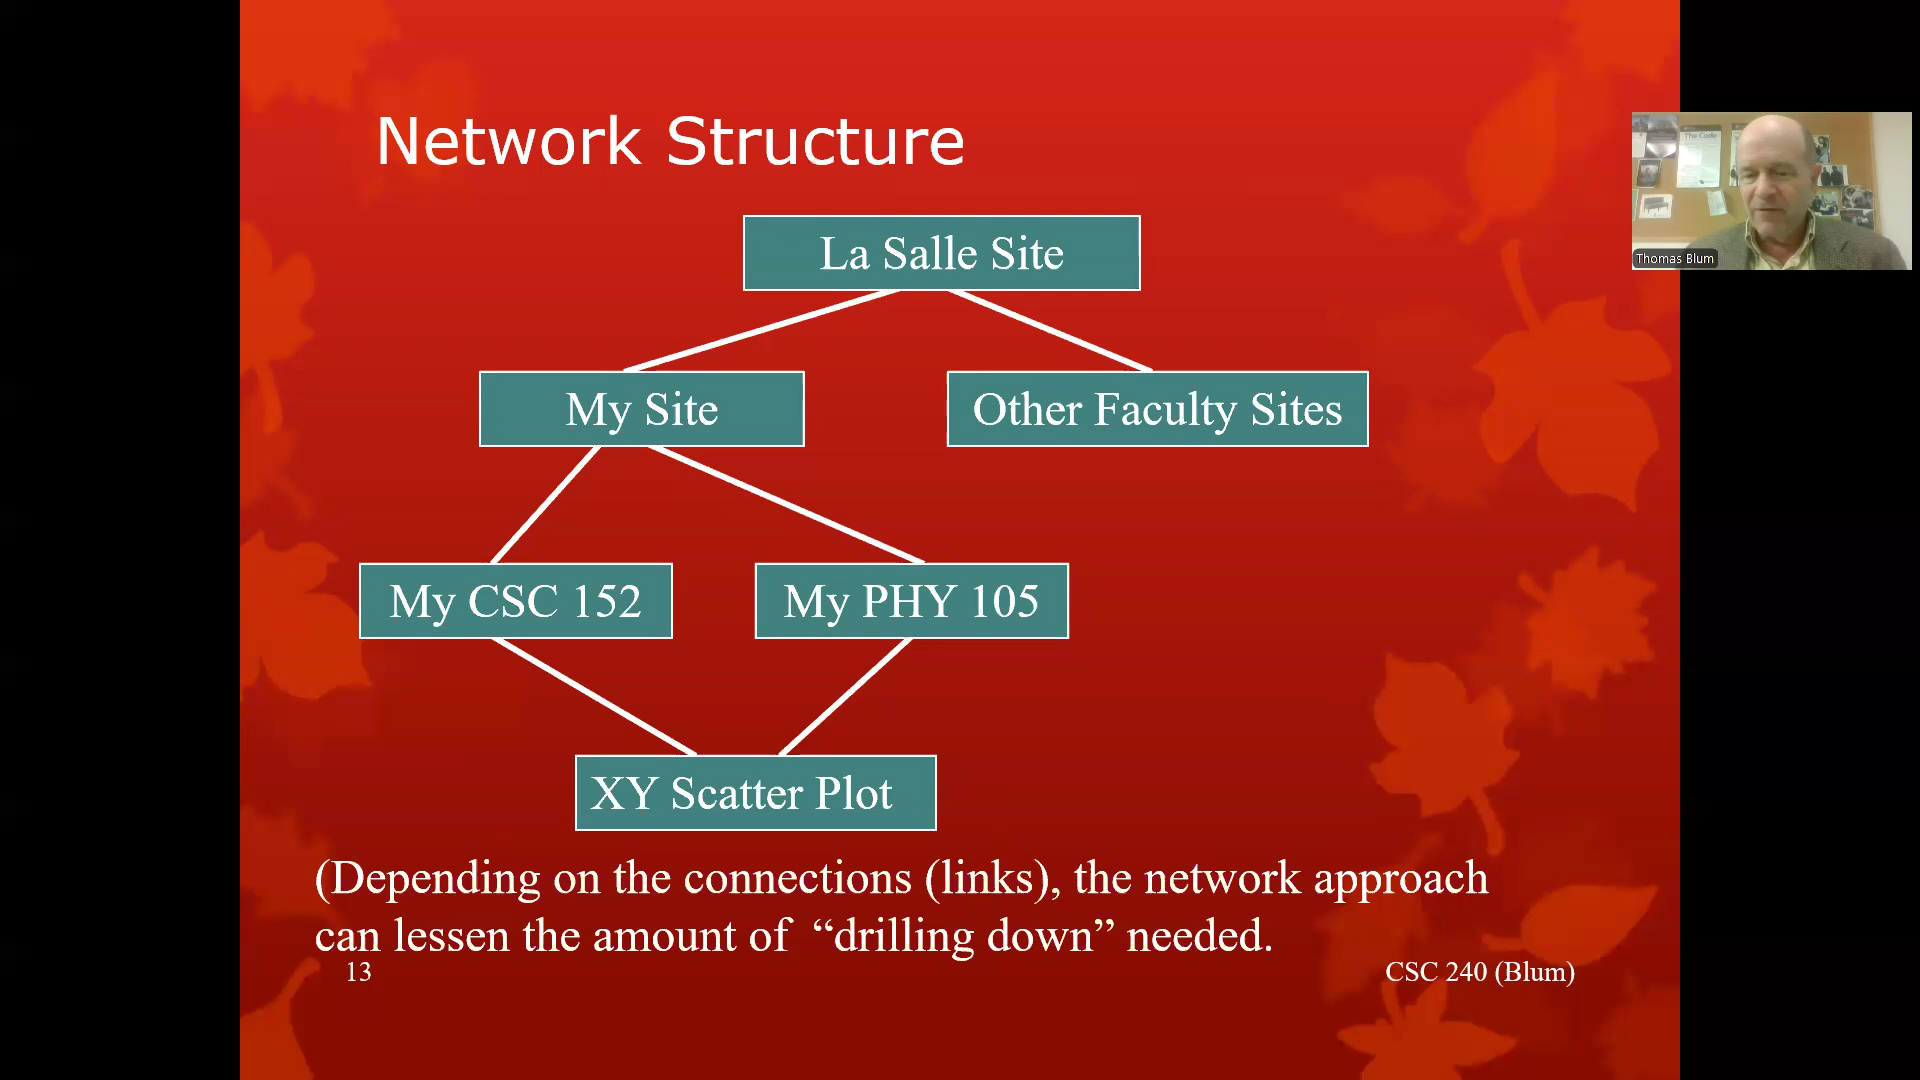 Network Structure
La Salle Site
The Code
Thomas Blum
My Site
Other Faculty Sites
My CSC 152
My PHY 105
XY Scatter Plot
(Depending on the connections (links), the network approach
can lessen the amount of “drilling down” needed.
13
CSC 240 (Blum)